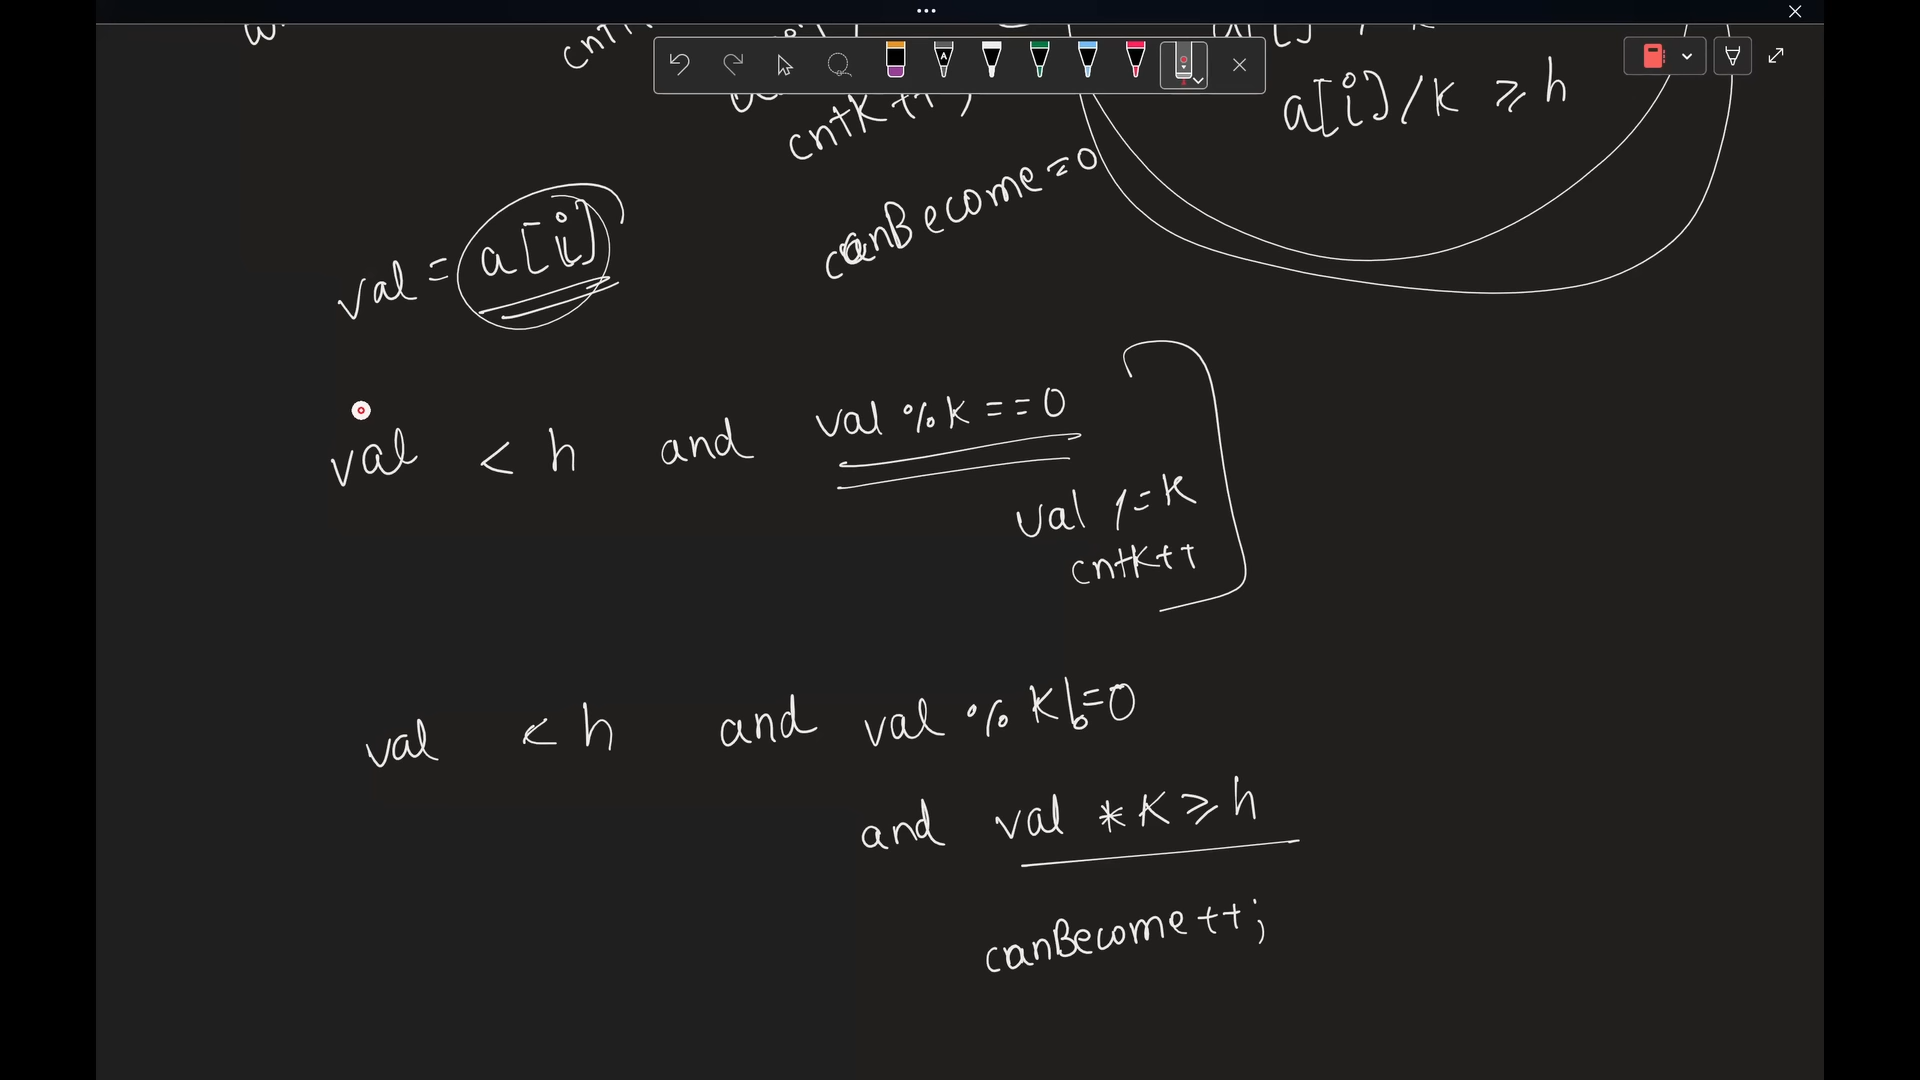 a[i]/k ≥ h
cntk++;
canBecome = 0
val = a[i]
val < h and val % k == 0
val /= k
cntk++
val < h and val % k != 0
and val * k ≥ h
canBecome++;